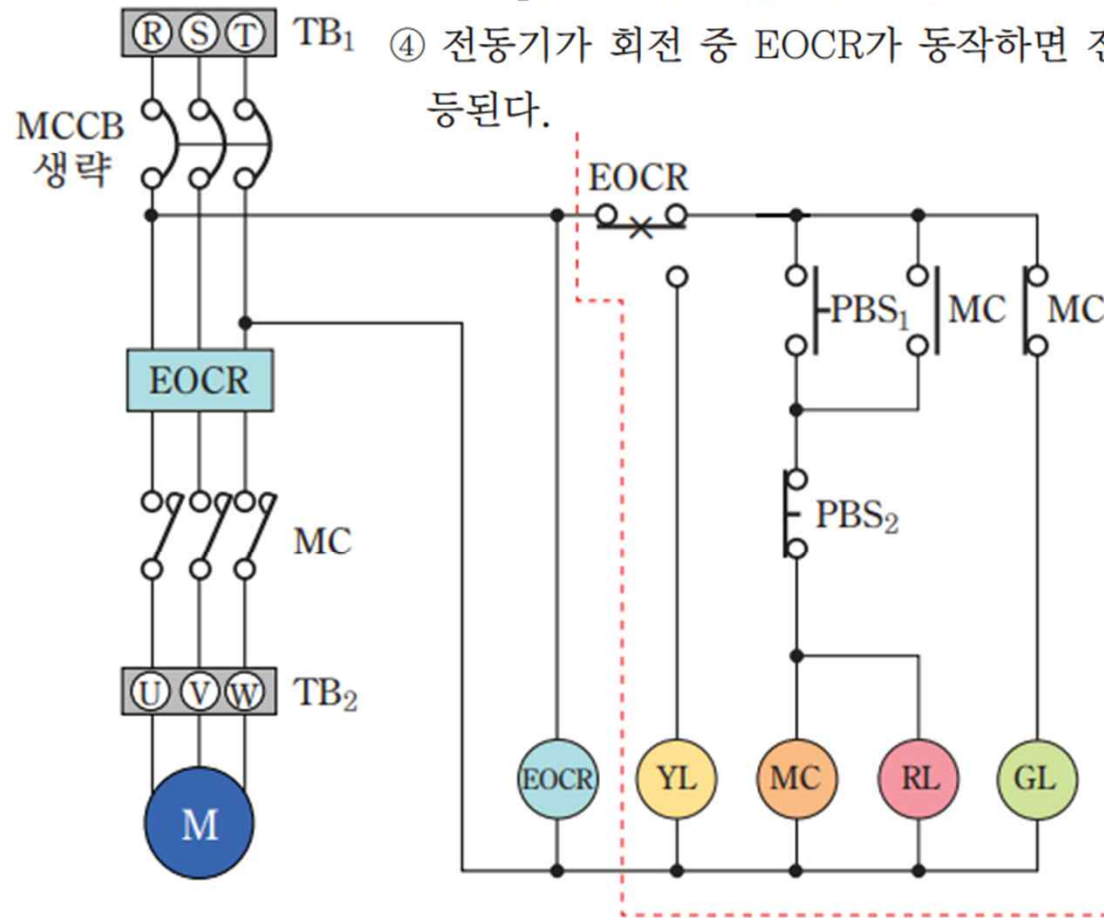 R S T TB₁
④ 전동기가 회전 중 EOCR가 동작하면
등된다.
MCCB
생략
EOCR
PBS₁ MC MC
EOCR
PBS₂
MC
U V W TB₂
EOCR YL MC RL GL
M